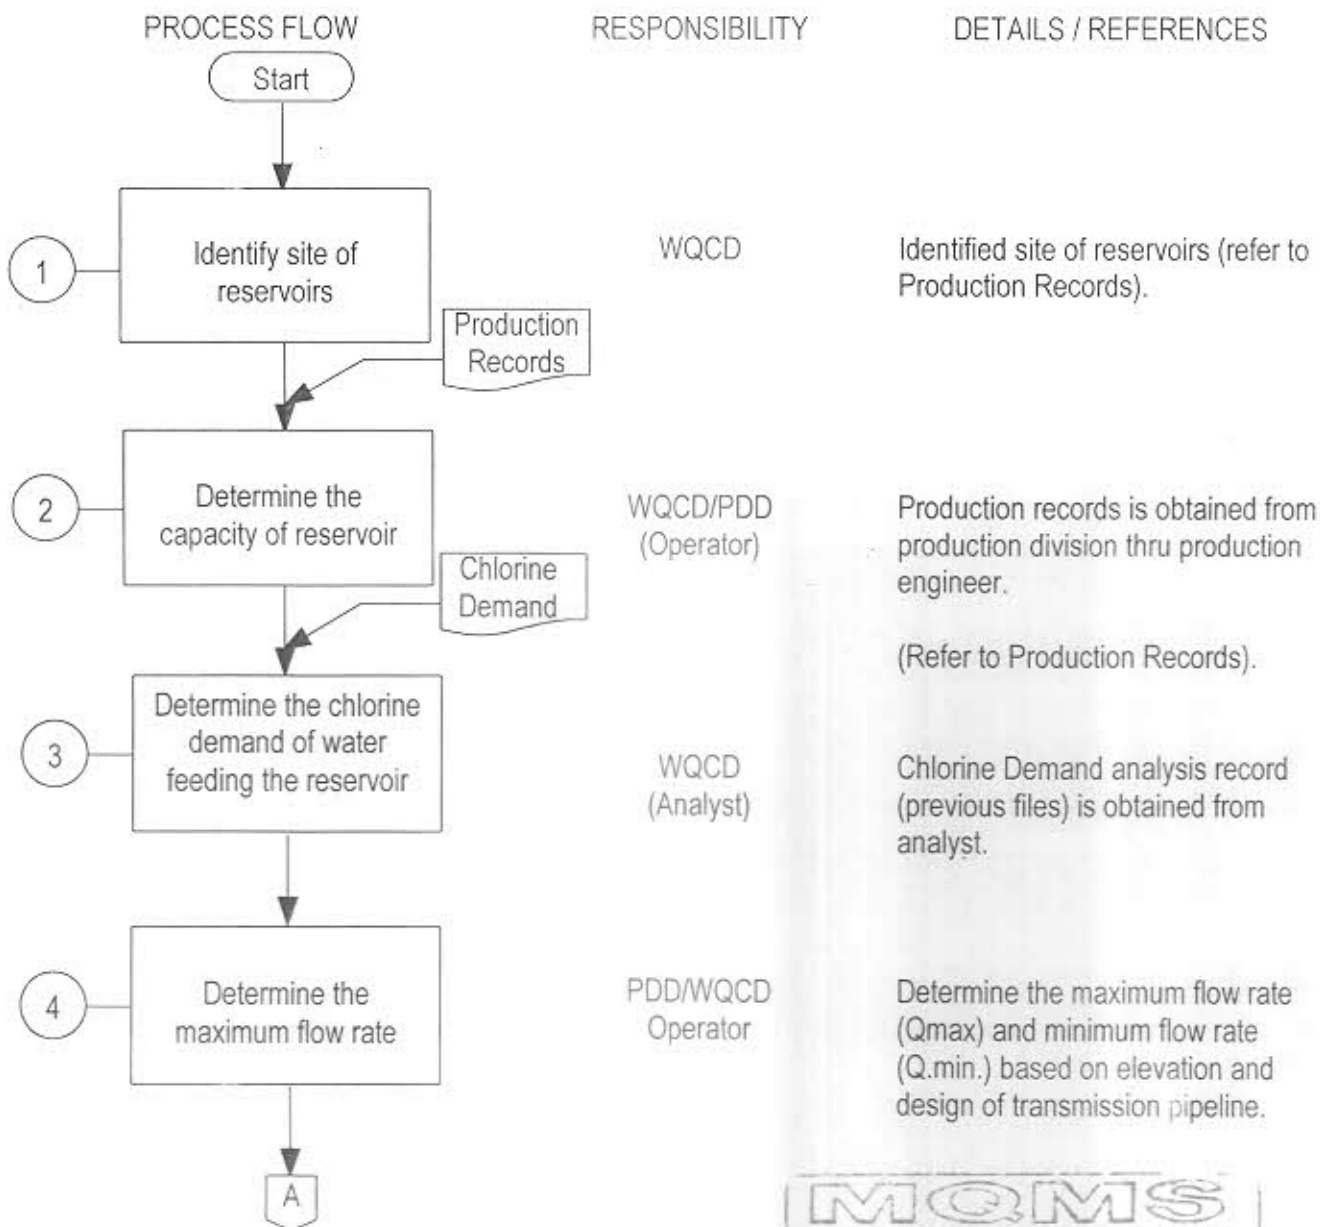 PROCESS FLOW
RESPONSIBILITY
DETAILS / REFERENCES
Start
1
Identify site of
reservoirs
WQCD
Identified site of reservoirs (refer to
Production Records).
Production
Records
2
Determine the
capacity of reservoir
WQCD/PDD
(Operator)
Production records is obtained from
production division thru production
engineer.
(Refer to Production Records).
Chlorine
Demand
3
Determine the chlorine
demand of water
feeding the reservoir
WQCD
(Analyst)
Chlorine Demand analysis record
(previous files) is obtained from
analyst.
4
Determine the
maximum flow rate
PDD/WQCD
Operator
Determine the maximum flow rate
(Qmax) and minimum flow rate
(Q.min.) based on elevation and
design of transmission pipeline.
A
MQMS